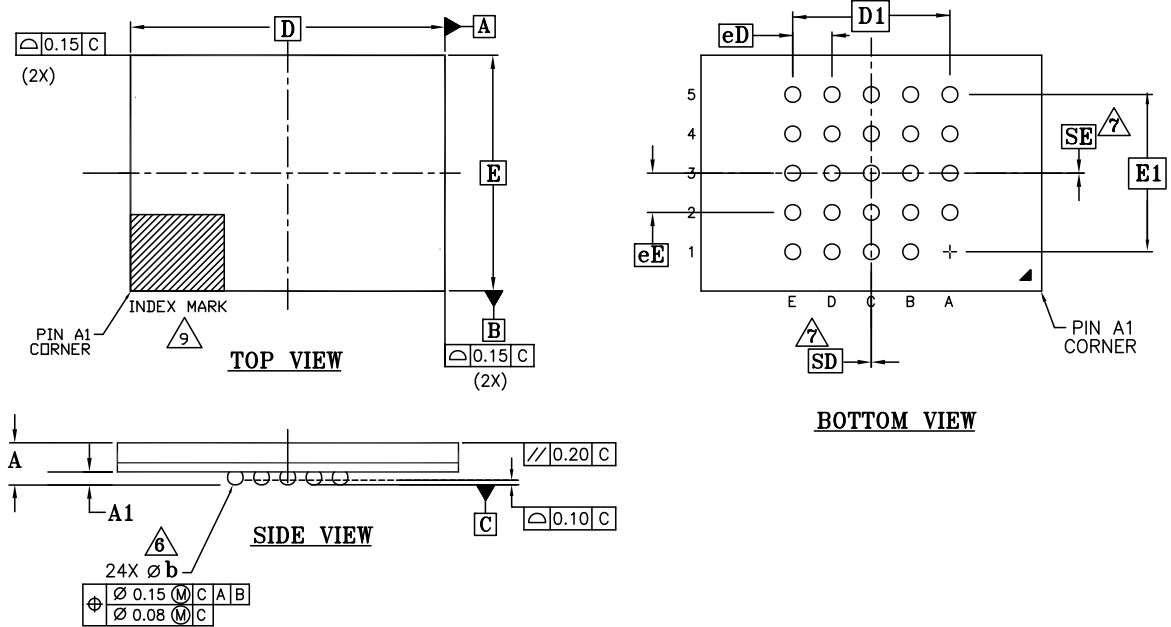 D
A
⌓ 0.15 C
(2X)
E
INDEX MARK
9
PIN A1
CORNER
B
⌓ 0.15 C
(2X)
TOP VIEW
D1
eD
5
4
3
2
1
SE
7
E1
eE
E D C B A
7
SD
PIN A1
CORNER
BOTTOM VIEW
A
A1
// 0.20 C
C
⌓ 0.10 C
SIDE VIEW
6
24X ⌀ b
⌖ ⌀ 0.15 Ⓜ C A B
⌀ 0.08 Ⓜ C